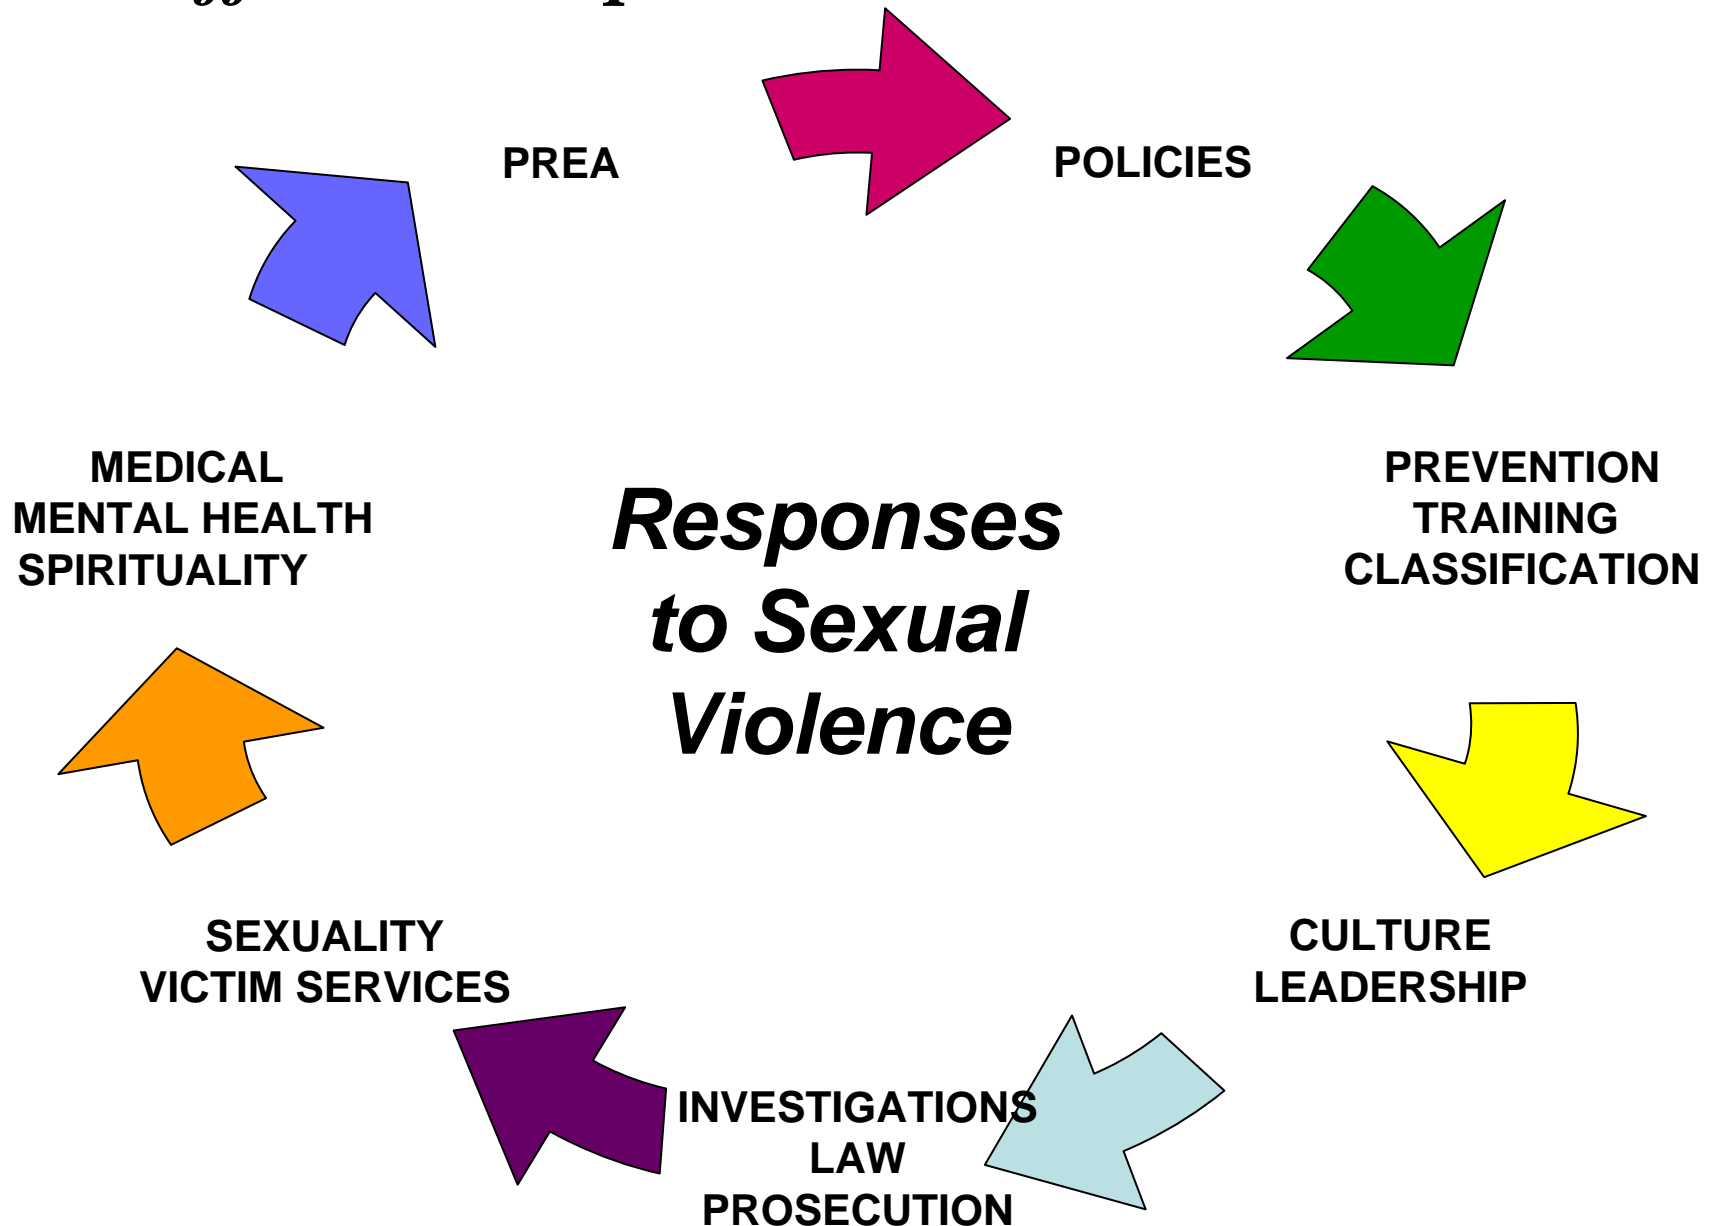 PREA
POLICIES
PREVENTION
TRAINING
CLASSIFICATION
CULTURE
LEADERSHIP
INVESTIGATIONS
LAW
PROSECUTION
SEXUALITY
VICTIM SERVICES
MEDICAL
MENTAL HEALTH
SPIRITUALITY
Responses
to Sexual
Violence